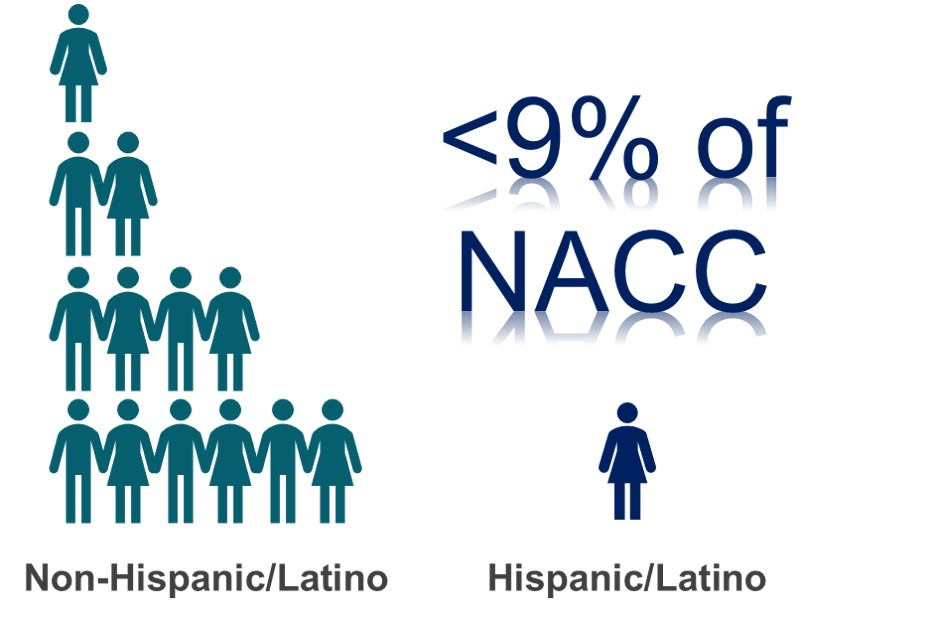 <9% of
NACC
Non-Hispanic/Latino
Hispanic/Latino